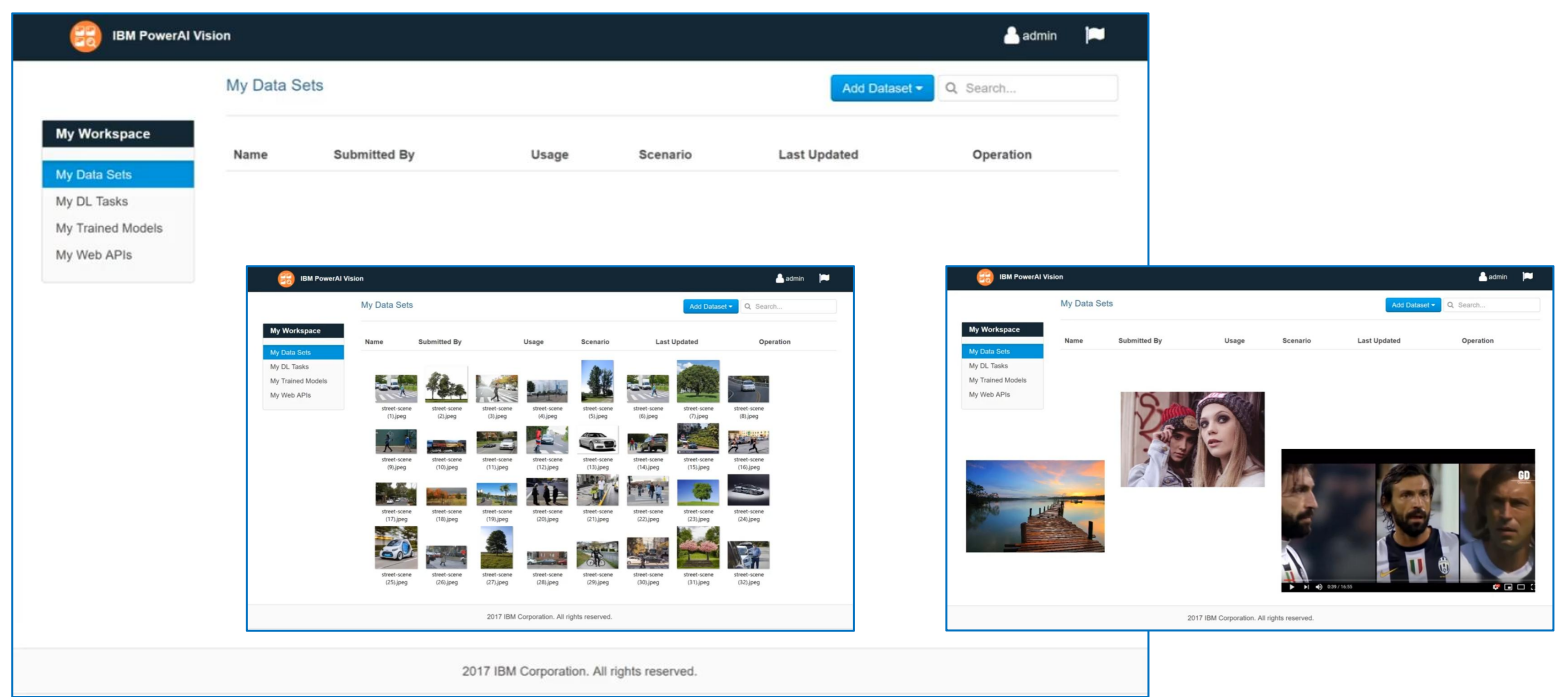 IBM PowerAI Vision
admin
My Data Sets
Add Dataset
Search...
My Workspace
My Data Sets
My DL Tasks
My Trained Models
My Web APIs
Name Submitted By Usage Scenario Last Updated Operation
IBM PowerAI Vision
admin
My Data Sets
Add Dataset
Search...
My Workspace
My Data Sets
My DL Tasks
My Trained Models
My Web APIs
Name Submitted By Usage Scenario Last Updated Operation
street-scene street-scene street-scene street-scene street-scene street-scene street-scene street-scene
(1).jpeg (2).jpeg (3).jpeg (4).jpeg (5).jpeg (6).jpeg (7).jpeg (8).jpeg
street-scene street-scene street-scene street-scene street-scene street-scene street-scene street-scene
(9).jpeg (10).jpeg (11).jpeg (12).jpeg (13).jpeg (14).jpeg (15).jpeg (16).jpeg
street-scene street-scene street-scene street-scene street-scene street-scene street-scene street-scene
(17).jpeg (18).jpeg (19).jpeg (20).jpeg (21).jpeg (22).jpeg (23).jpeg (24).jpeg
street-scene street-scene street-scene street-scene street-scene street-scene street-scene street-scene
(25).jpeg (26).jpeg (27).jpeg (28).jpeg (29).jpeg (30).jpeg (31).jpeg (32).jpeg
2017 IBM Corporation. All rights reserved.
IBM PowerAI Vision
admin
My Data Sets
Add Dataset
Search...
My Workspace
My Data Sets
My DL Tasks
My Trained Models
My Web APIs
Name Submitted By Usage Scenario Last Updated Operation
GD
0:39 / 16:55
2017 IBM Corporation. All rights reserved.
2017 IBM Corporation. All rights reserved.